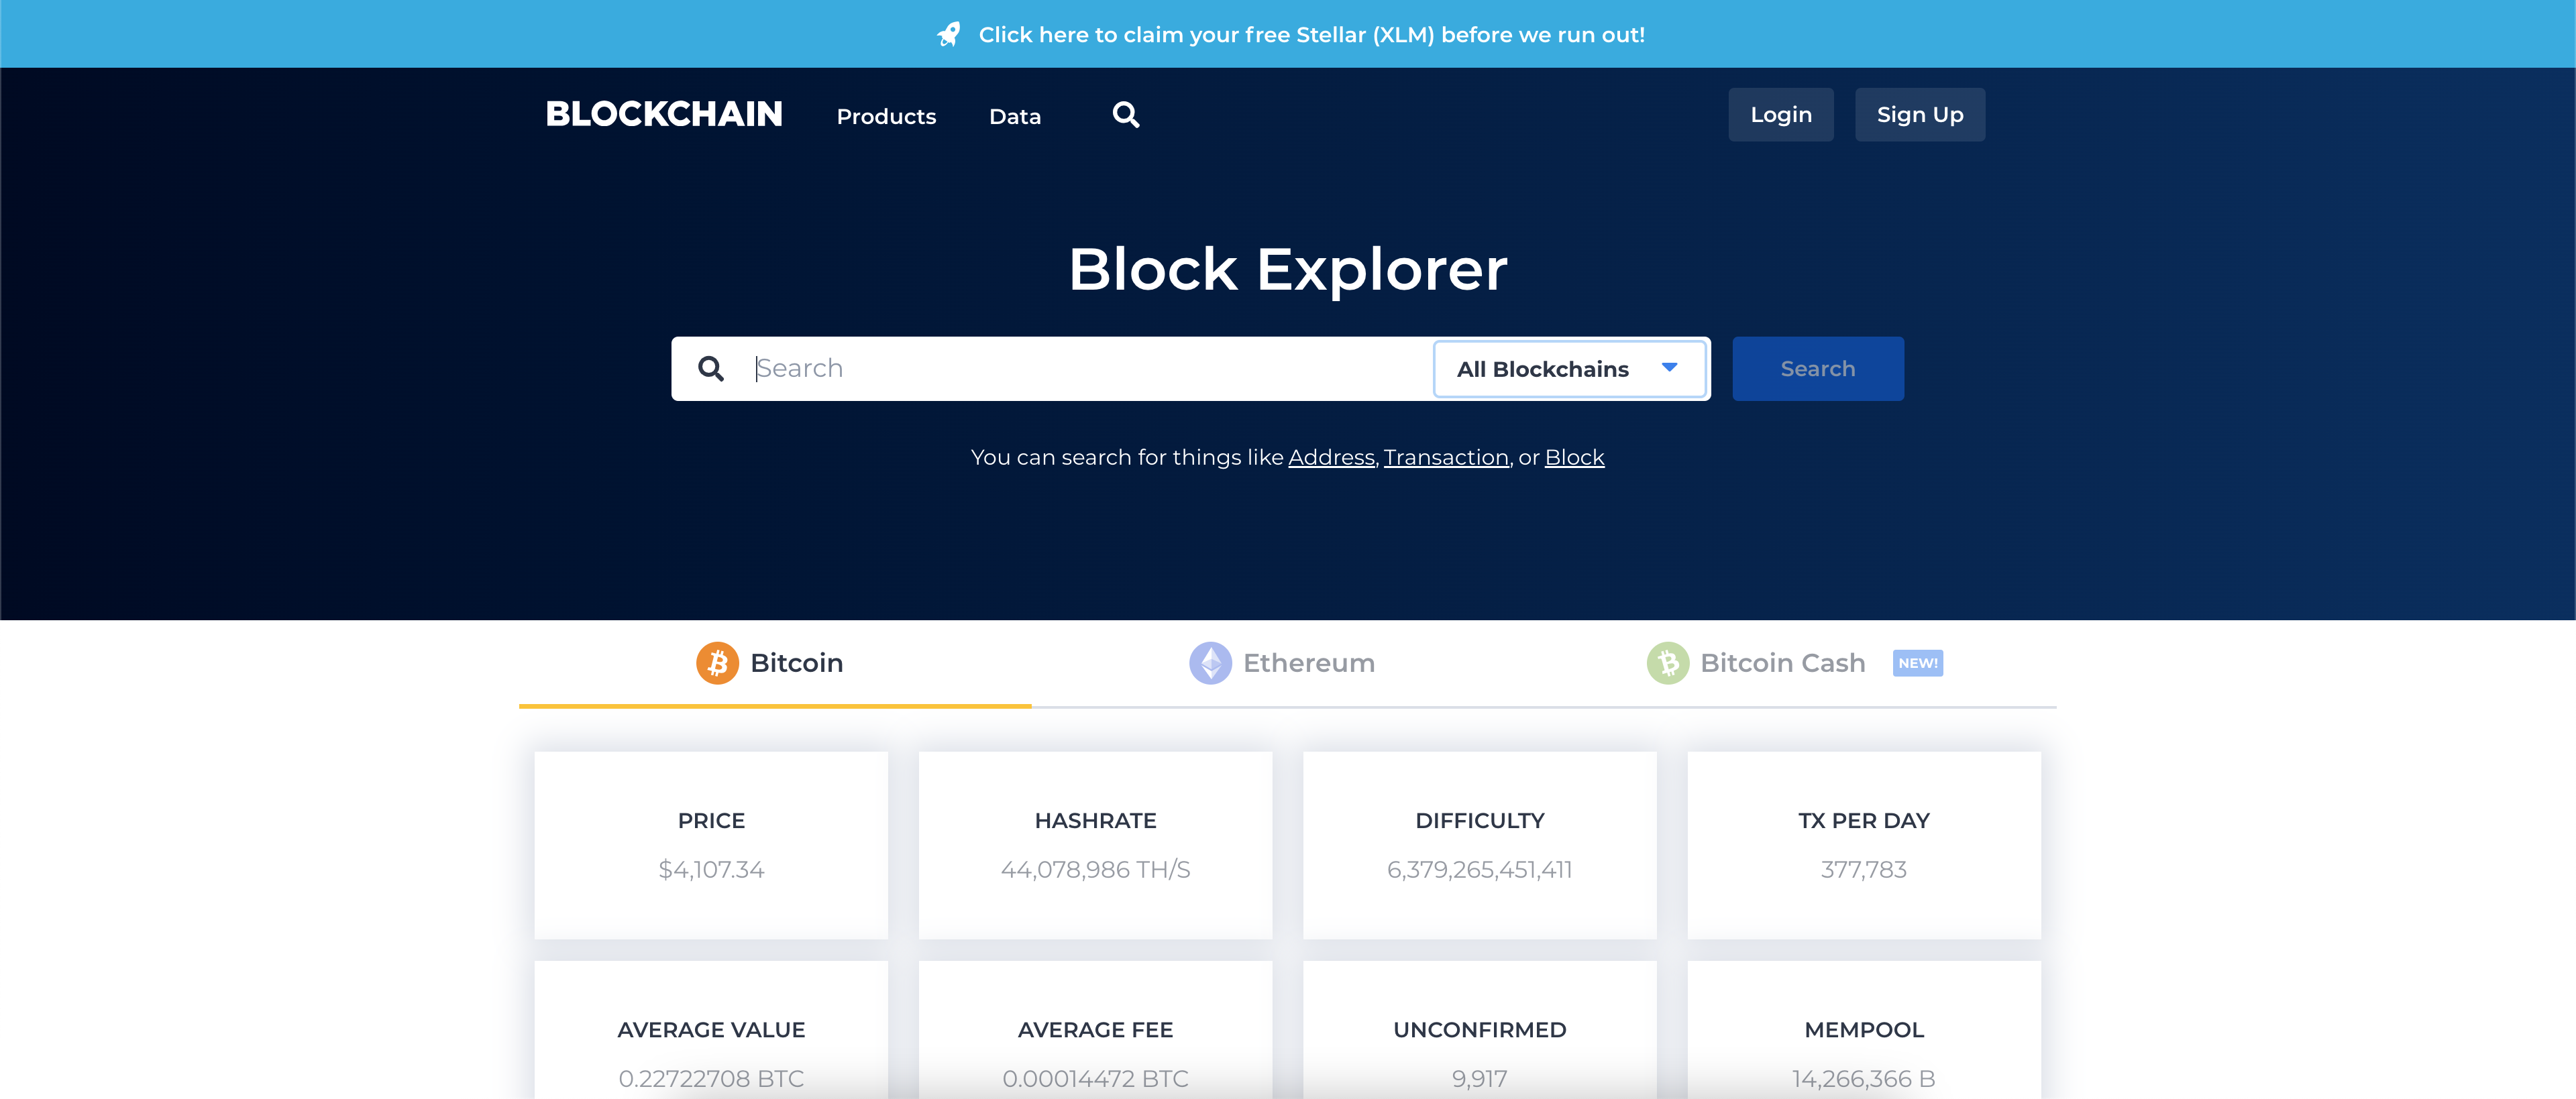 Click here to claim your free Stellar (XLM) before we run out!
BLOCKCHAIN Products Data Login Sign Up
Block Explorer
Search All Blockchains Search
You can search for things like Address, Transaction, or Block
Bitcoin Ethereum Bitcoin Cash NEW!
PRICE HASHRATE DIFFICULTY TX PER DAY
$4,107.34 44,078,986 TH/S 6,379,265,451,411 377,783
AVERAGE VALUE AVERAGE FEE UNCONFIRMED MEMPOOL
0.22722708 BTC 0.00014472 BTC 9,917 14,266,366 B